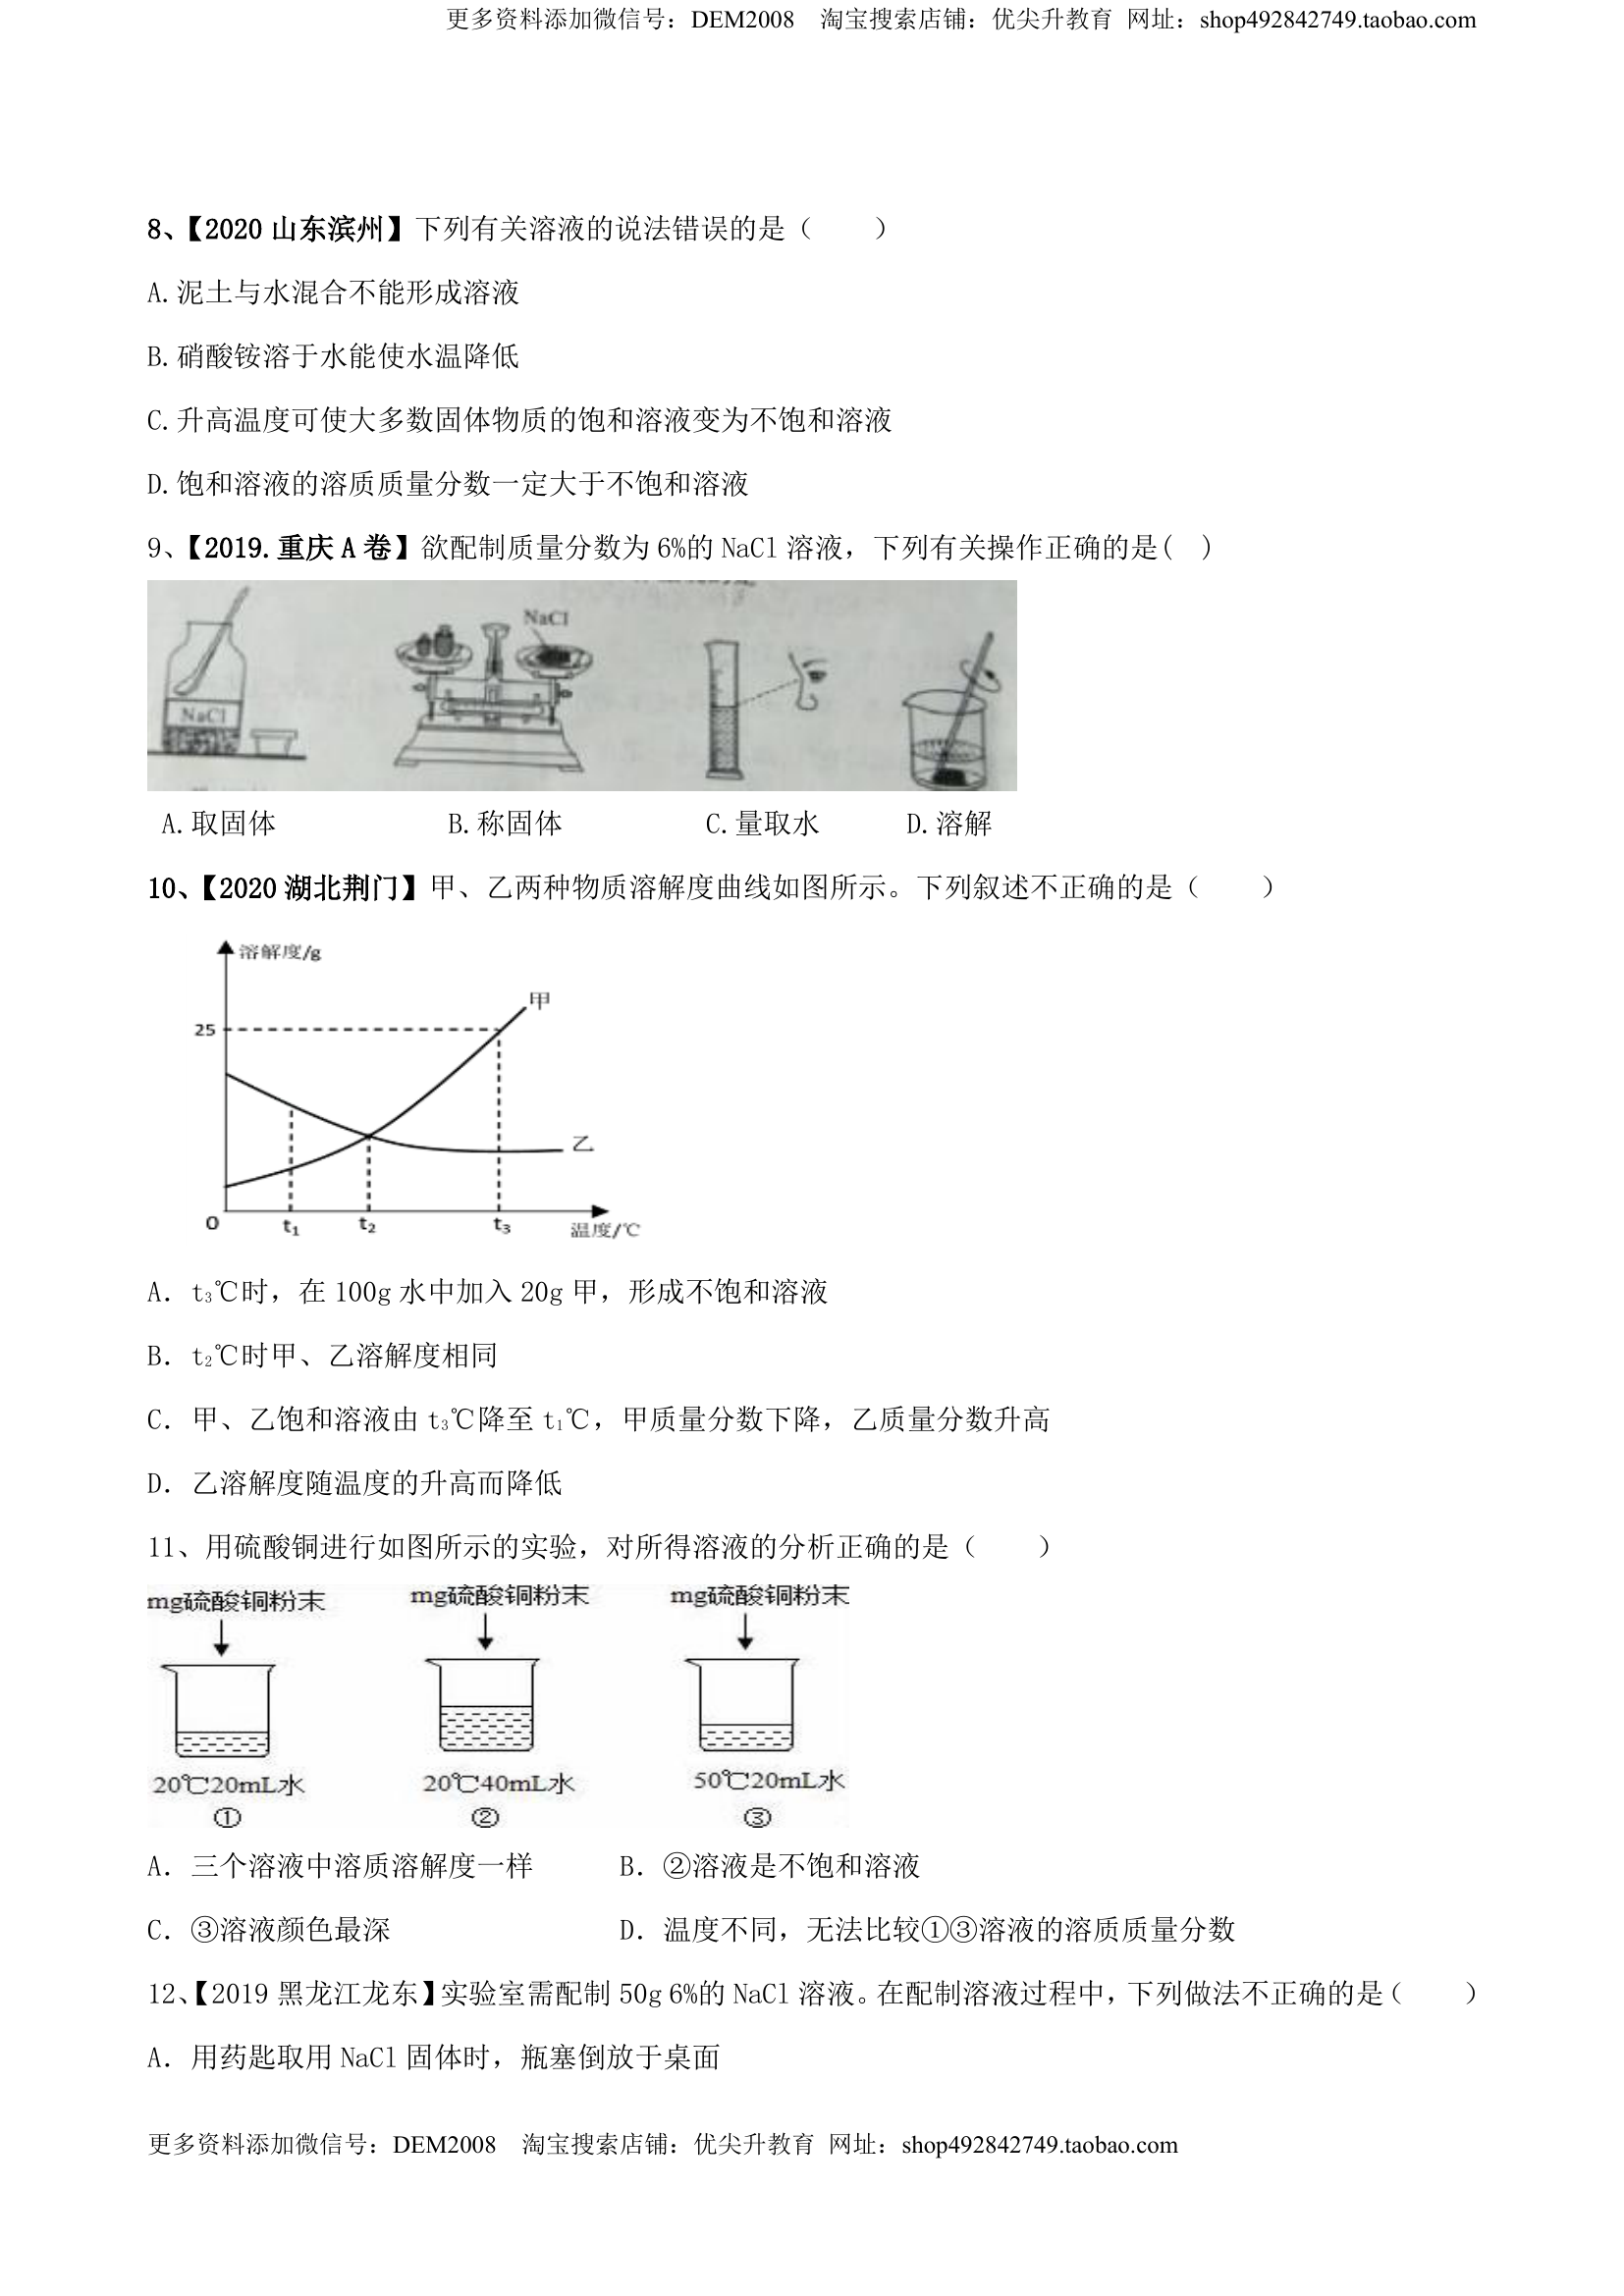 更多资料添加微信号：DEM2008 淘宝搜索店铺：优尖升教育 网址：shop492842749.taobao.com
8、【2020 山东滨州】下列有关溶液的说法错误的是（　　）
A.泥土与水混合不能形成溶液
B.硝酸铵溶于水能使水温降低
C.升高温度可使大多数固体物质的饱和溶液变为不饱和溶液
D.饱和溶液的溶质质量分数一定大于不饱和溶液
9、【2019.重庆 A 卷】欲配制质量分数为 6%的 NaCl 溶液，下列有关操作正确的是(　)
NaCl
NaCl
A.取固体 B.称固体 C.量取水 D.溶解
10、【2020 湖北荆门】甲、乙两种物质溶解度曲线如图所示。下列叙述不正确的是（　　）
溶解度/g
甲
25
乙
O t₁ t₂ t₃ 温度/℃
A．t₃℃时，在 100g 水中加入 20g 甲，形成不饱和溶液
B．t₂℃时甲、乙溶解度相同
C．甲、乙饱和溶液由 t₃℃降至 t₁℃，甲质量分数下降，乙质量分数升高
D．乙溶解度随温度的升高而降低
11、用硫酸铜进行如图所示的实验，对所得溶液的分析正确的是（　　）
mg硫酸铜粉末 mg硫酸铜粉末 mg硫酸铜粉末
20℃20mL水 20℃40mL水 50℃20mL水
① ② ③
A．三个溶液中溶质溶解度一样 B．②溶液是不饱和溶液
C．③溶液颜色最深 D．温度不同，无法比较①③溶液的溶质质量分数
12、【2019 黑龙江龙东】实验室需配制 50g 6%的 NaCl 溶液。在配制溶液过程中，下列做法不正确的是（　　）
A．用药匙取用 NaCl 固体时，瓶塞倒放于桌面
更多资料添加微信号：DEM2008 淘宝搜索店铺：优尖升教育 网址：shop492842749.taobao.com